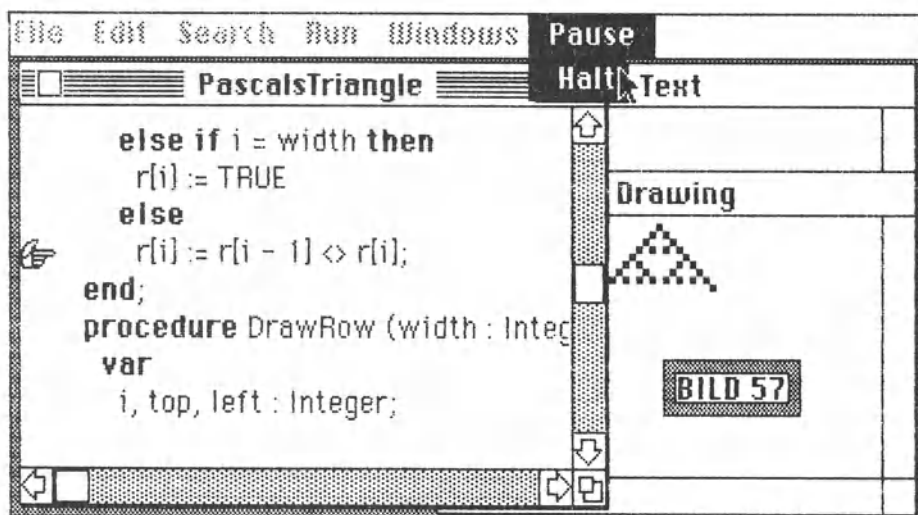 File Edit Search Run Windows Pause
Halt
PascalsTriangle
Text
else if i = width then
r[i] := TRUE
else
r[i] := r[i - 1] <> r[i];
end;
procedure DrawRow (width : Integ
var
i, top, left : Integer;
Drawing
BILD 57